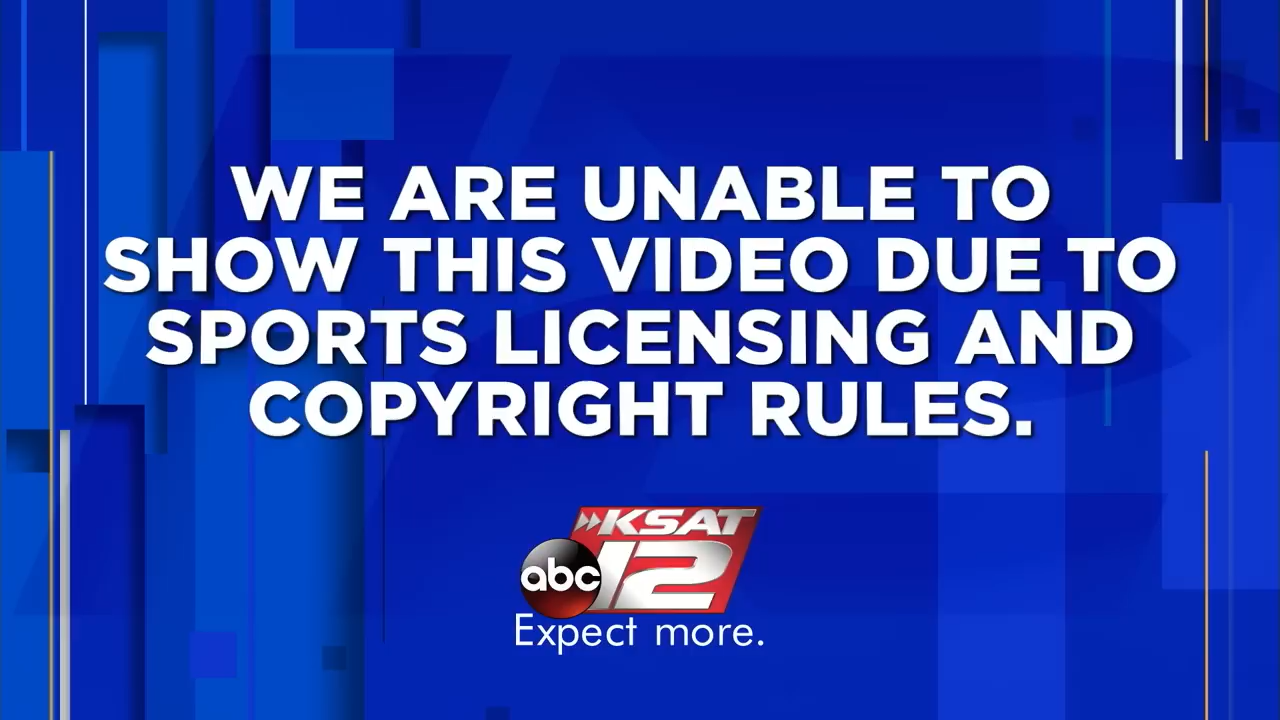 WE ARE UNABLE TO
SHOW THIS VIDEO DUE TO
SPORTS LICENSING AND
COPYRIGHT RULES.
KSAT
abc 12
Expect more.